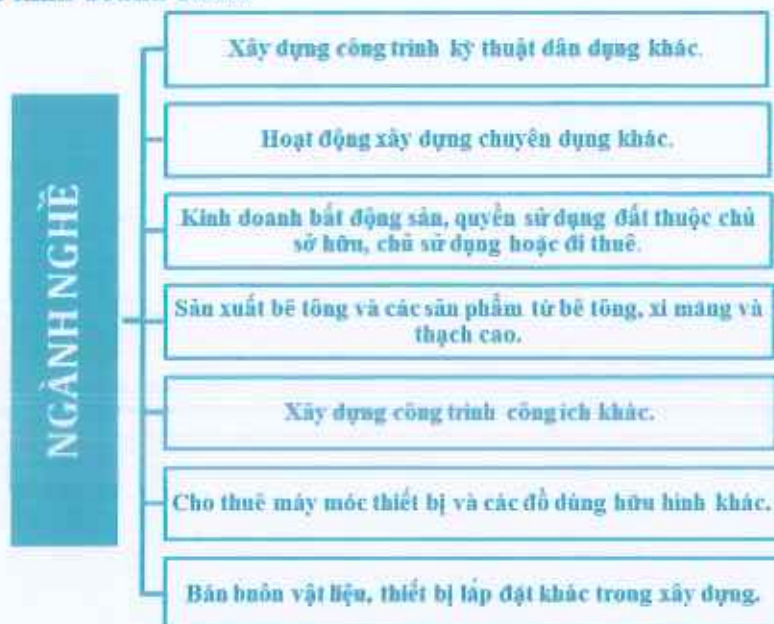 NGÀNH NGHỀ
Xây dựng công trình kỹ thuật dân dụng khác.
Hoạt động xây dựng chuyên dụng khác.
Kinh doanh bất động sản, quyền sử dụng đất thuộc chủ
sở hữu, chủ sử dụng hoặc đi thuê.
Sản xuất bê tông và các sản phẩm từ bê tông, xi măng và
thạch cao.
Xây dựng công trình công ích khác.
Cho thuê máy móc thiết bị và các đồ dùng hữu hình khác.
Bán buôn vật liệu, thiết bị lắp đặt khác trong xây dựng.